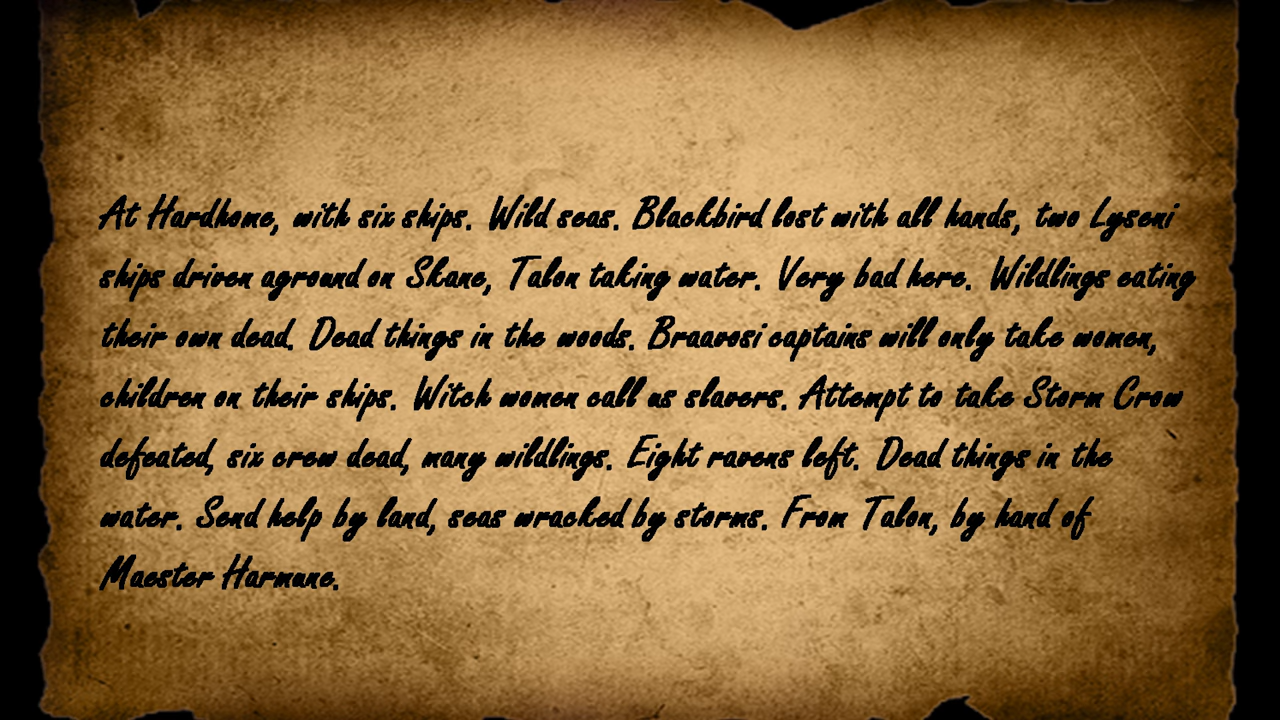 At Hardhome, with six ships. Wild seas. Blackbird lost with all hands, two Lyseni
ships driven aground on Skane, Talon taking water. Very bad here. Wildlings eating
their own dead. Dead things in the woods. Braavosi captains will only take women,
children on their ships. Witch women call us slavers. Attempt to take Storm Crow
defeated, six crew dead, many wildlings. Eight ravens left. Dead things in the
water. Send help by land, seas wracked by storms. From Talon, by hand of
Maester Harmune.